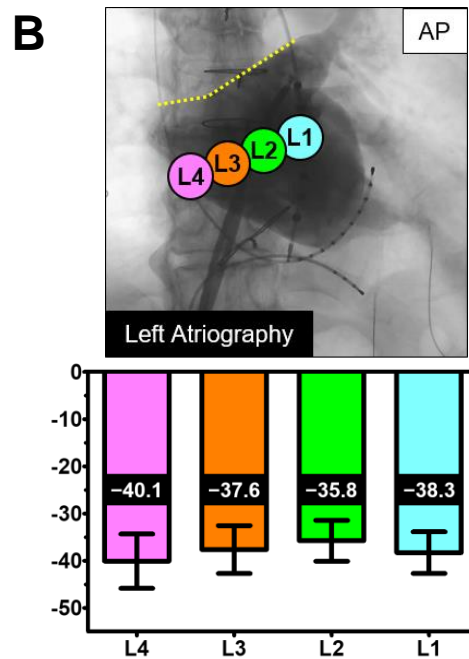 B
AP
L1
L2
L3
L4
Left Atriography
0
-10
-20
-30
-40
-50
−40.1
−37.6
−35.8
−38.3
L4
L3
L2
L1